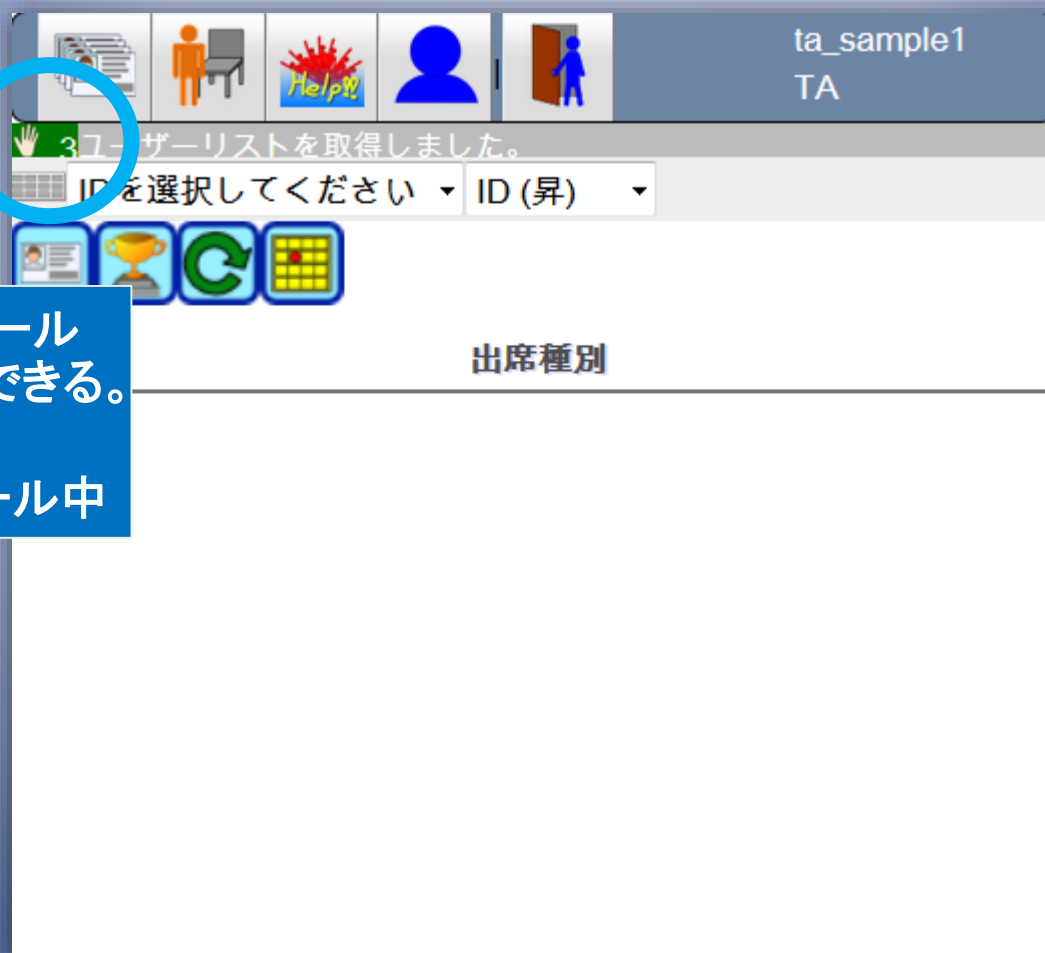 ta_sample1
TA
Help!!
3ユーザーリストを取得しました。
IDを選択してください ID (昇)
ール
できる。
ール中
出席種別